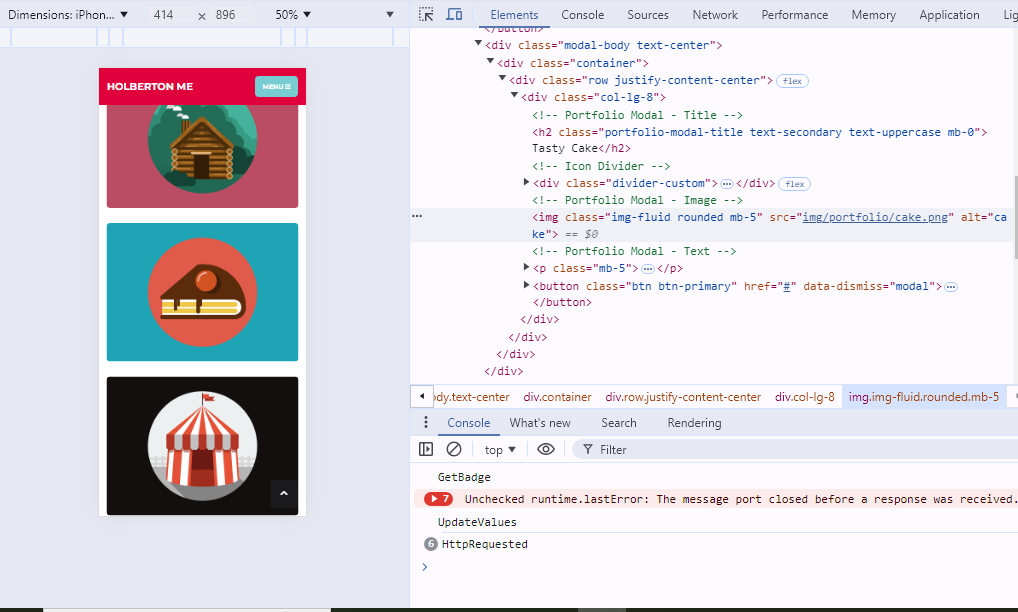 Dimensions: iPhon... ▼ 414 x 896 50% ▼ ▼
Elements Console Sources Network Performance Memory Application Lig
HOLBERTON ME MENU
</button>
<div class="modal-body text-center">
<div class="container">
<div class="row justify-content-center"> flex
<div class="col-lg-8">
<!-- Portfolio Modal - Title -->
<h2 class="portfolio-modal-title text-secondary text-uppercase mb-0">
Tasty Cake</h2>
<!-- Icon Divider -->
<div class="divider-custom">…</div> flex
<!-- Portfolio Modal - Image -->
<img class="img-fluid rounded mb-5" src="img/portfolio/cake.png" alt="ca
ke"> == $0
<!-- Portfolio Modal - Text -->
<p class="mb-5">…</p>
<button class="btn btn-primary" href="#" data-dismiss="modal">…
</button>
</div>
</div>
</div>
</div>
ody.text-center div.container div.row.justify-content-center div.col-lg-8 img.img-fluid.rounded.mb-5
Console What's new Search Rendering
top ▼ Filter
GetBadge
7 Unchecked runtime.lastError: The message port closed before a response was received.
UpdateValues
6 HttpRequested